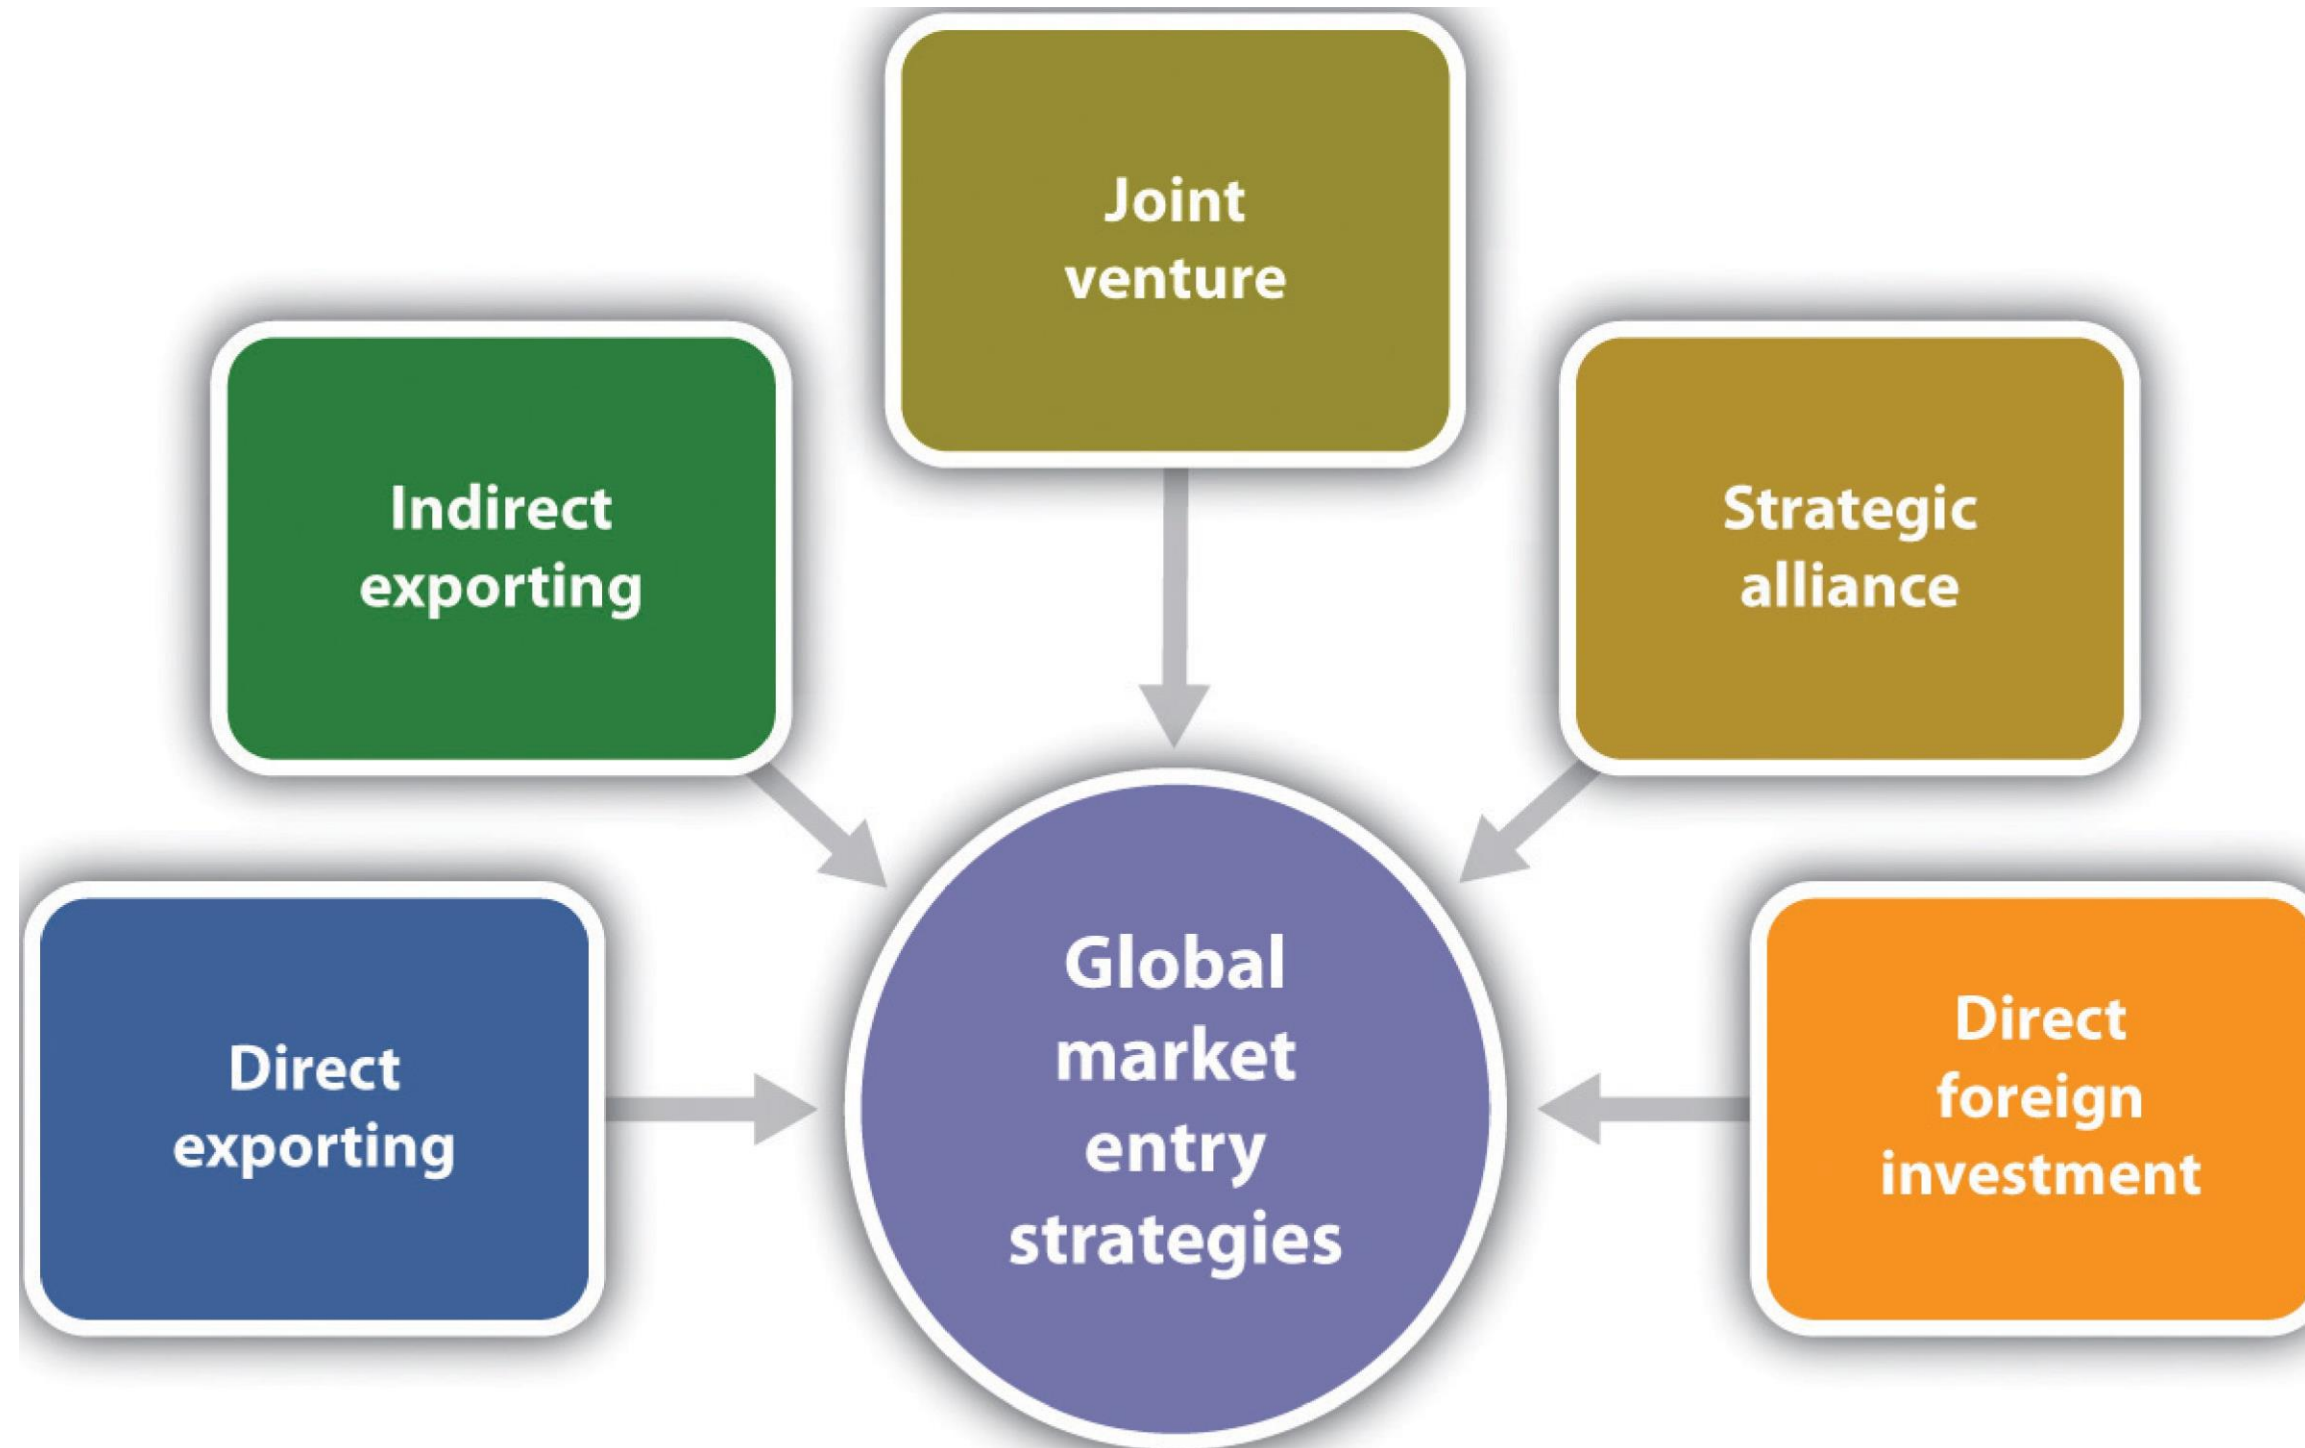 Joint
venture
Indirect
exporting
Strategic
alliance
Global
market
entry
strategies
Direct
exporting
Direct
foreign
investment